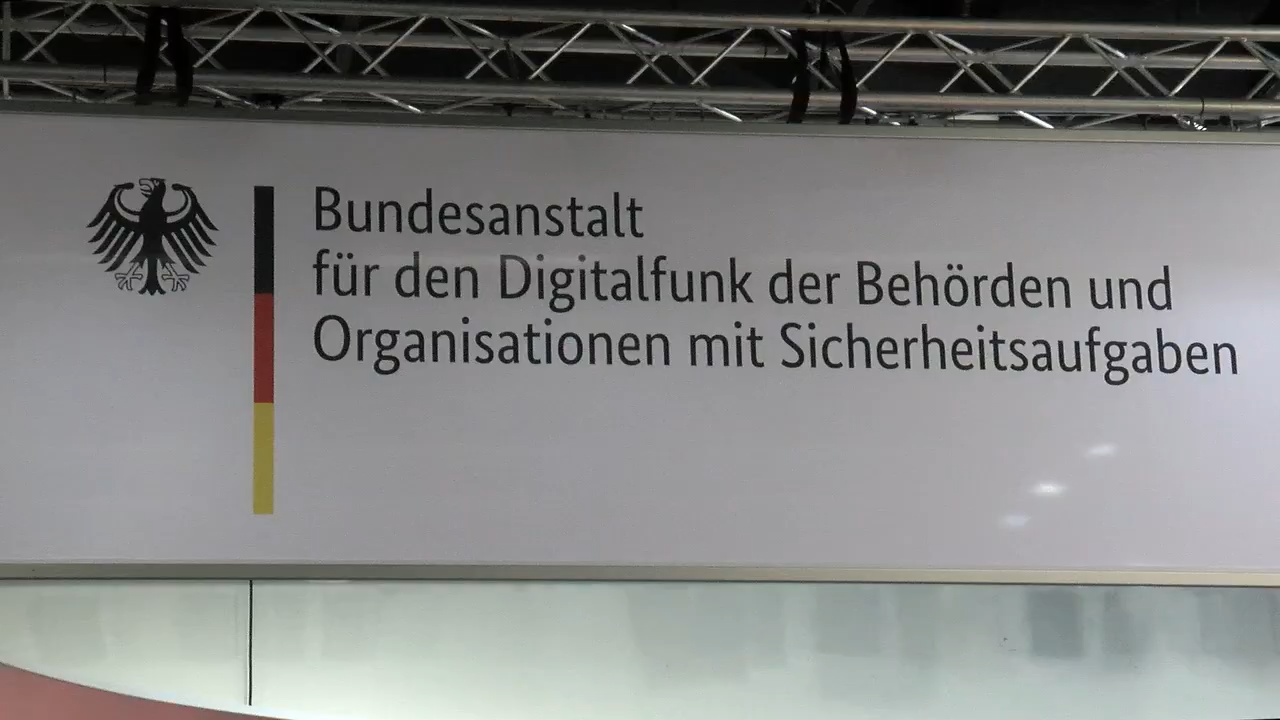 Bundesanstalt
für den Digitalfunk der Behörden und
Organisationen mit Sicherheitsaufgaben